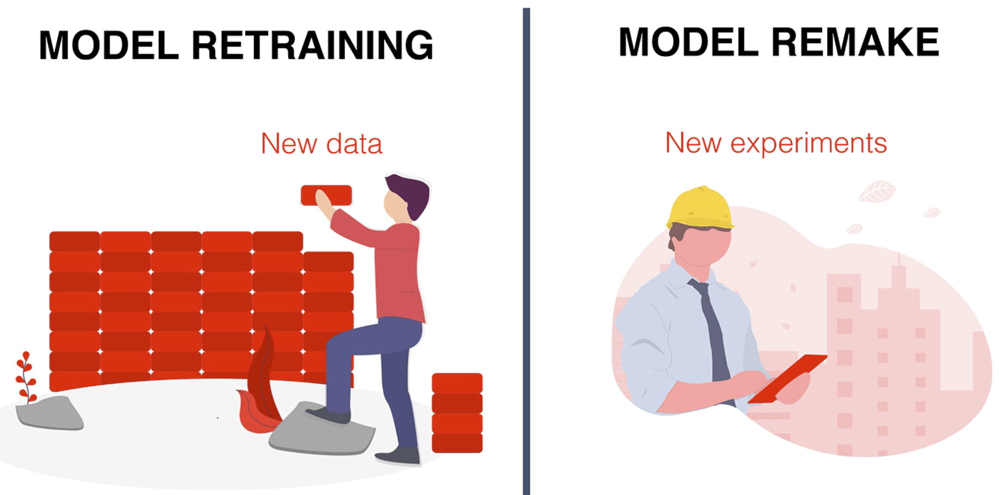 MODEL RETRAINING
New data
MODEL REMAKE
New experiments